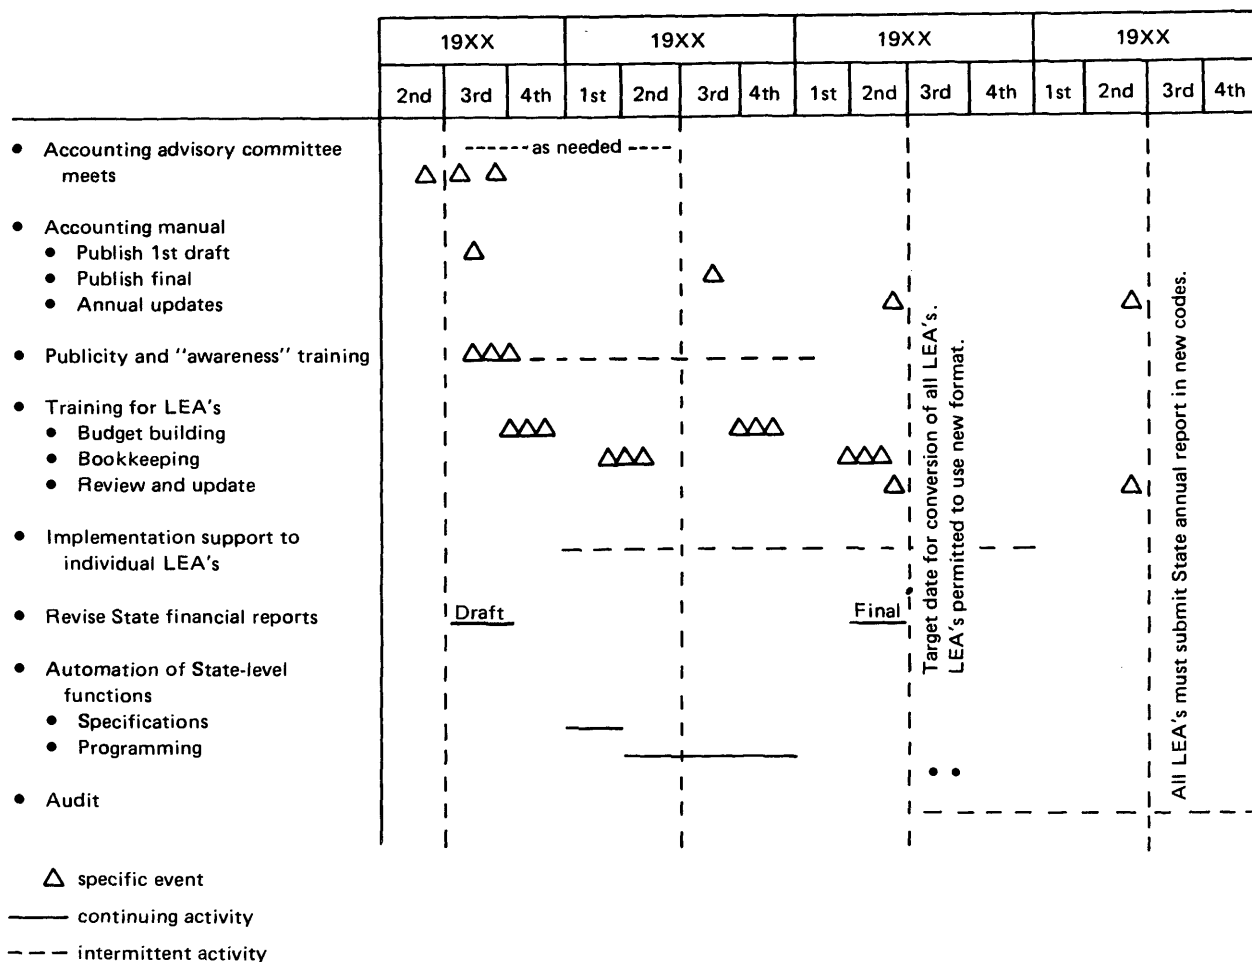 19XX 19XX 19XX 19XX
2nd 3rd 4th 1st 2nd 3rd 4th 1st 2nd 3rd 4th 1st 2nd 3rd 4th
• Accounting advisory committee
meets
as needed
• Accounting manual
• Publish 1st draft
• Publish final
• Annual updates
• Publicity and "awareness" training
• Training for LEA's
• Budget building
• Bookkeeping
• Review and update
• Implementation support to
individual LEA's
• Revise State financial reports
Draft Final
• Automation of State-level
functions
• Specifications
• Programming
• Audit
Target date for conversion of all LEA's.
LEA's permitted to use new format.
All LEA's must submit State annual report in new codes.
specific event
continuing activity
intermittent activity